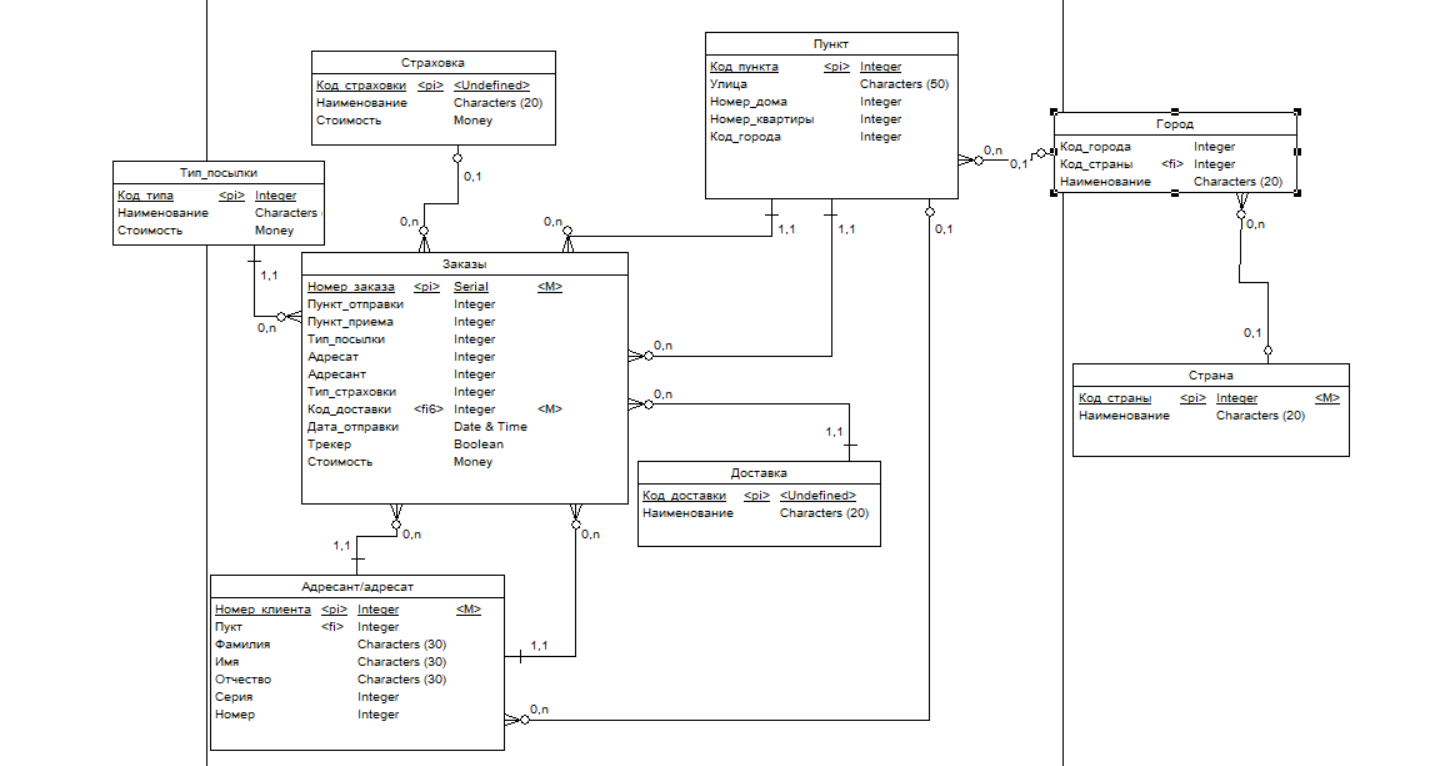 Страховка
Код_страховки <pi> <Undefined>
Наименование Characters (20)
Стоимость Money
0,1
0,n
Тип_посылки
Код_типа <pi> Integer
Наименование Characters (
Стоимость Money
1,1
0,n
Пункт
Код_пункта <pi> Integer
Улица Characters (50)
Номер_дома Integer
Номер_квартиры Integer
Код_города Integer
0,n
0,1
1,1
1,1
0,1
0,n
Город
Код_города Integer
Код_страны <fi> Integer
Наименование Characters (20)
0,n
0,1
Страна
Код_страны <pi> Integer <M>
Наименование Characters (20)
Заказы
Номер_заказа <pi> Serial <M>
Пункт_отправки Integer
Пункт_приема Integer
Тип_посылки Integer
Адресат Integer
Адресант Integer
Тип_страховки Integer
Код_доставки <fi6> Integer <M>
Дата_отправки Date & Time
Трекер Boolean
Стоимость Money
0,n
0,n
1,1
Доставка
Код_доставки <pi> <Undefined>
Наименование Characters (20)
0,n
1,1
0,n
1,1
Адресант/адресат
Номер_клиента <pi> Integer <M>
Пукт <fi> Integer
Фамилия Characters (30)
Имя Characters (30)
Отчество Characters (30)
Серия Integer
Номер Integer
0,n